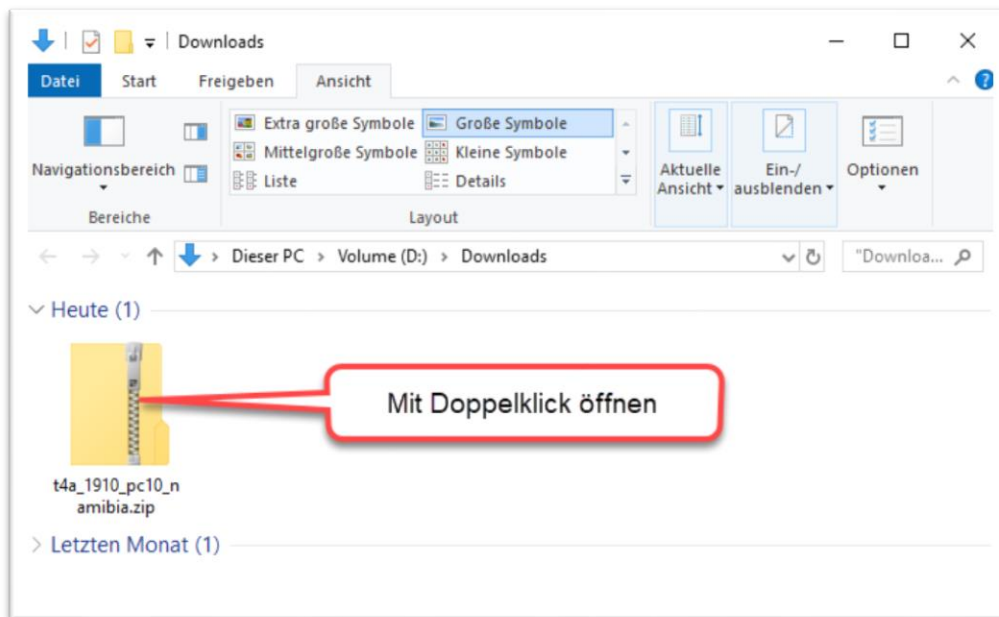 Downloads
Datei Start Freigeben Ansicht
Navigationsbereich
Extra große Symbole Große Symbole
Mittelgroße Symbole Kleine Symbole
Liste Details
Aktuelle
Ansicht
Ein-/
ausblenden
Optionen
Bereiche Layout
Dieser PC > Volume (D:) > Downloads "Downloa...
Heute (1)
Mit Doppelklick öffnen
t4a_1910_pc10_n
amibia.zip
Letzten Monat (1)